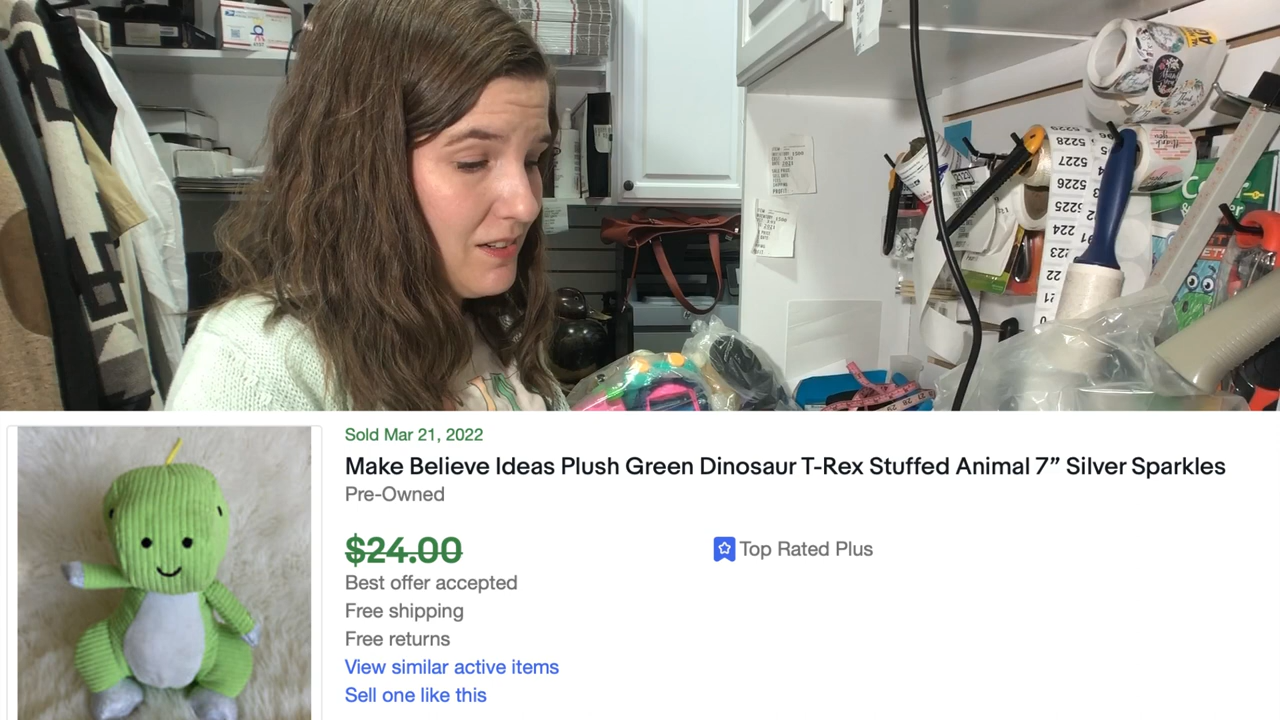 5229
5228
5227
5226
5225
224
223
22
21
Sold Mar 21, 2022
Make Believe Ideas Plush Green Dinosaur T-Rex Stuffed Animal 7” Silver Sparkles
Pre-Owned
$24.00
Top Rated Plus
Best offer accepted
Free shipping
Free returns
View similar active items
Sell one like this